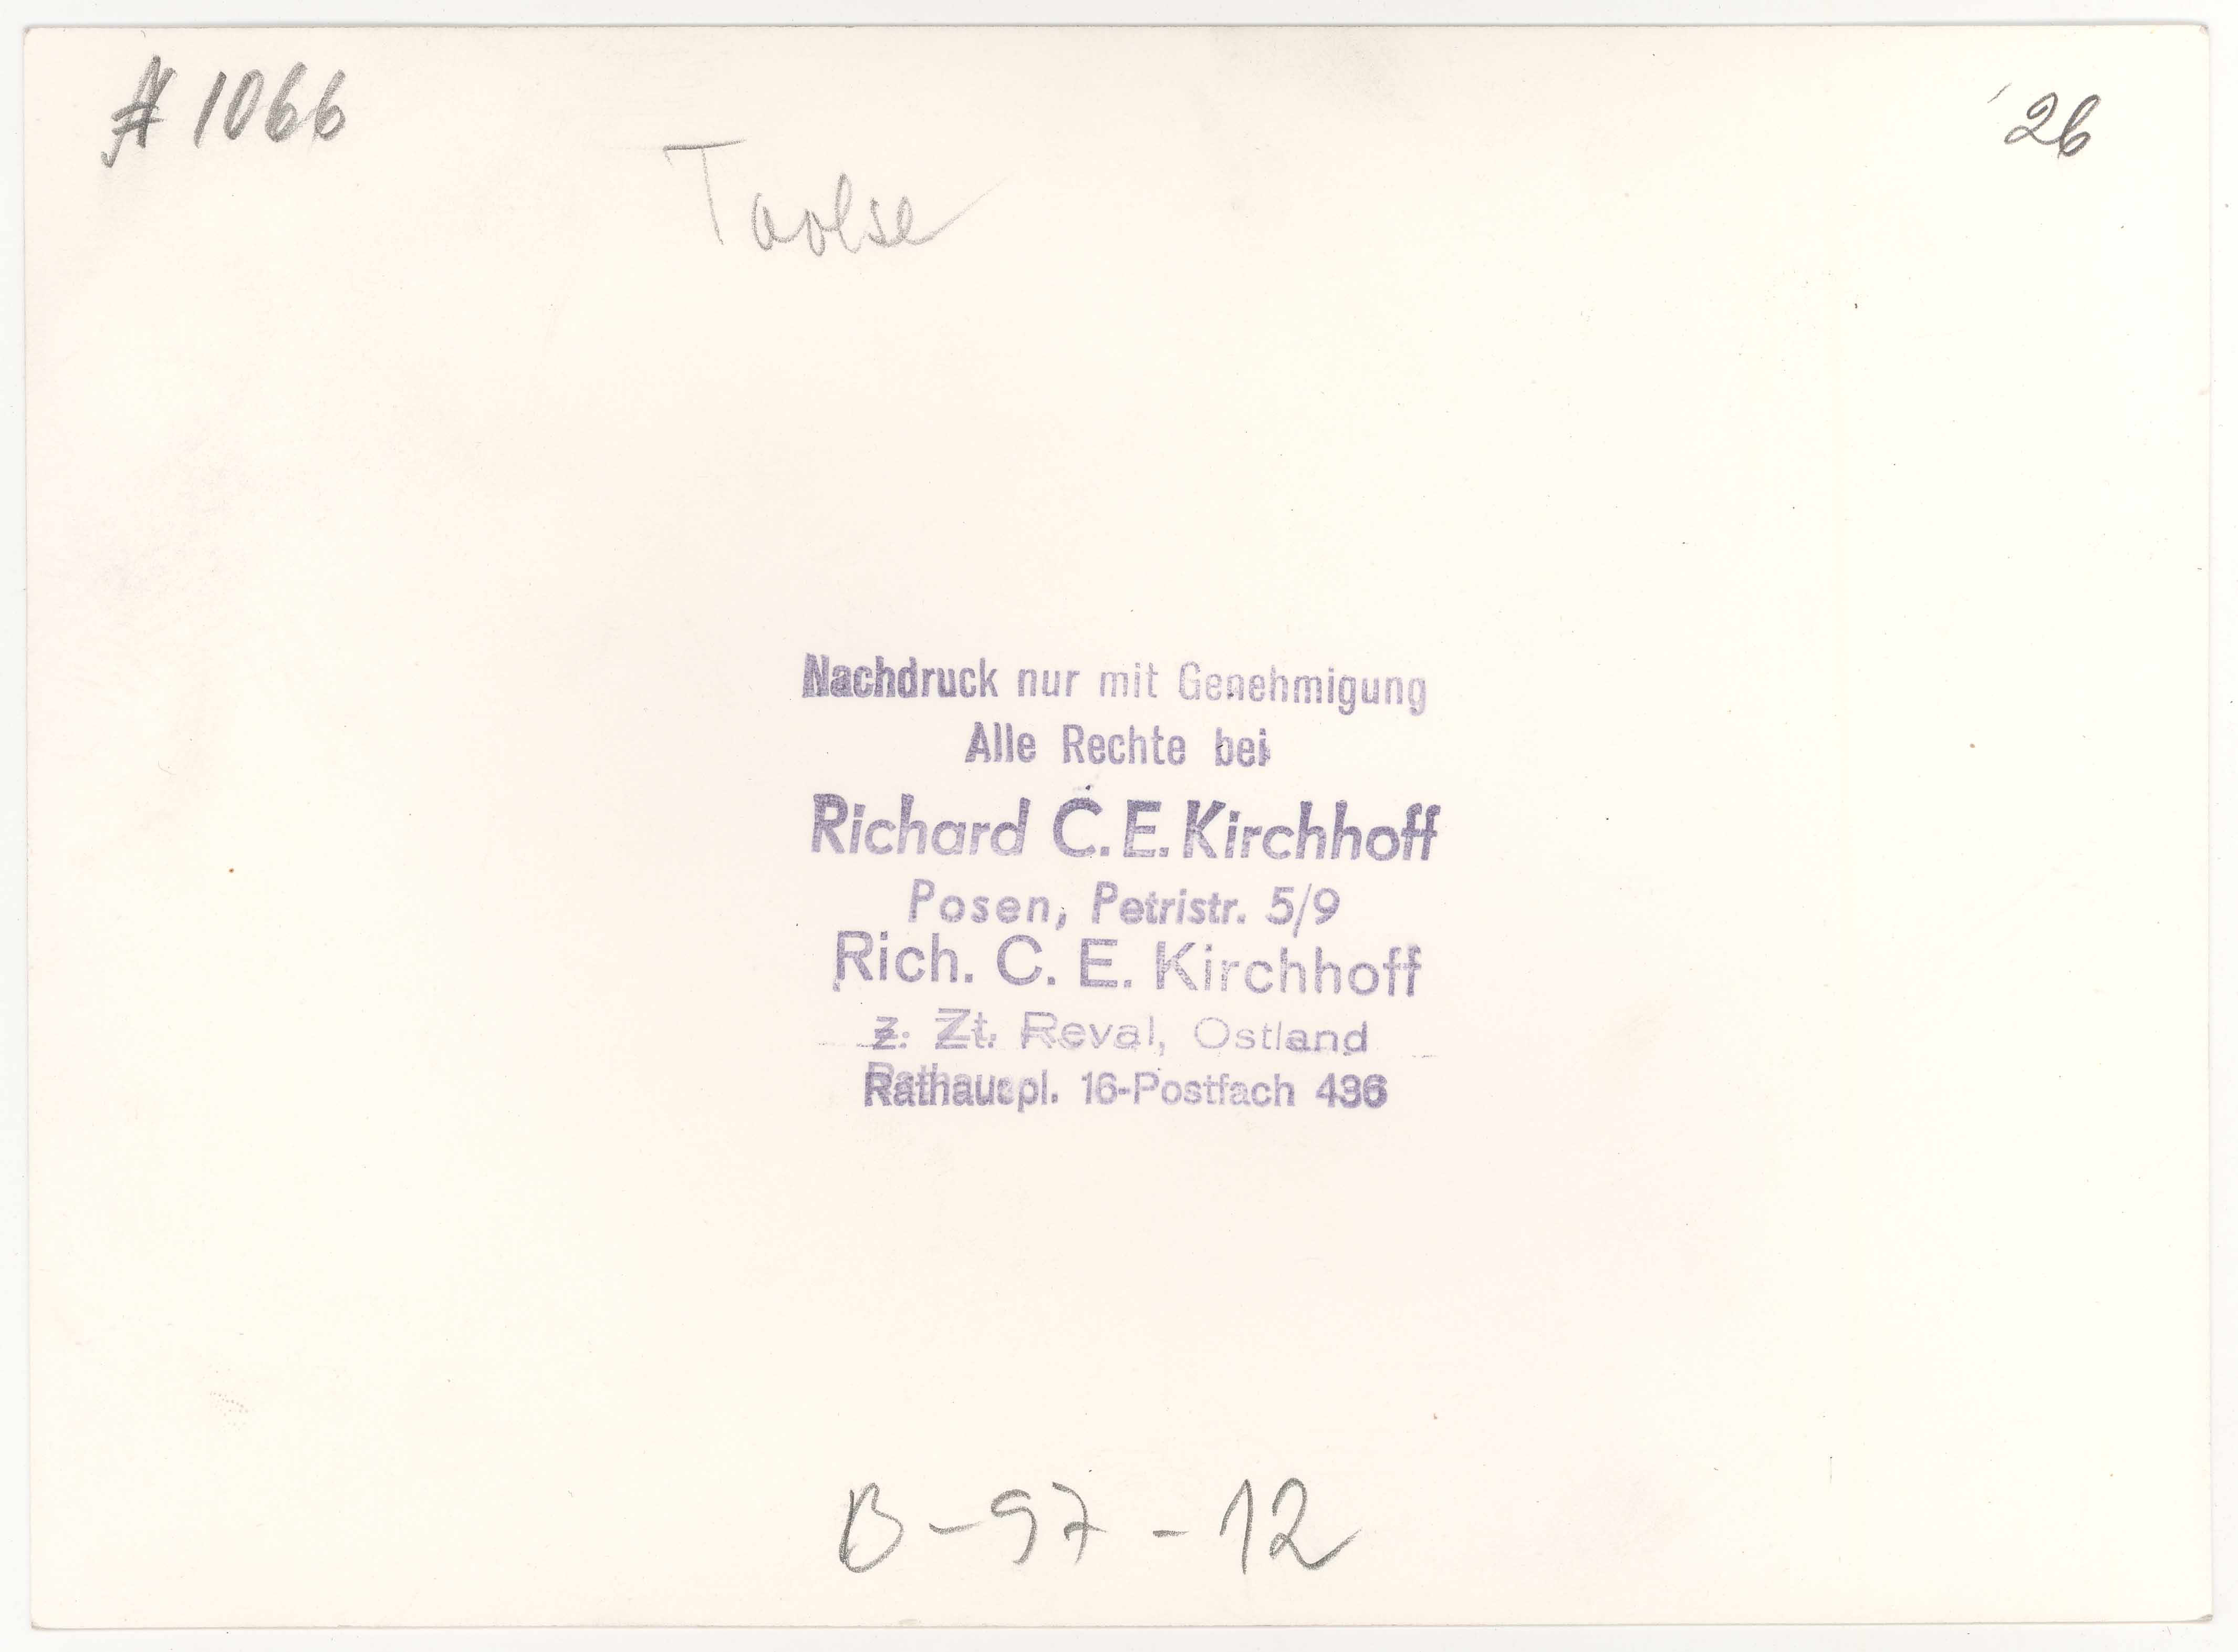 # 1066
26
Toolse
Nachdruck nur mit Genehmigung
Alle Rechte bei
Richard C. E. Kirchhoff
Posen, Petristr. 5/9
Rich. C. E. Kirchhoff
z. Zt. Reval, Ostland
Rathauspl. 16-Postfach 436
B-97-12